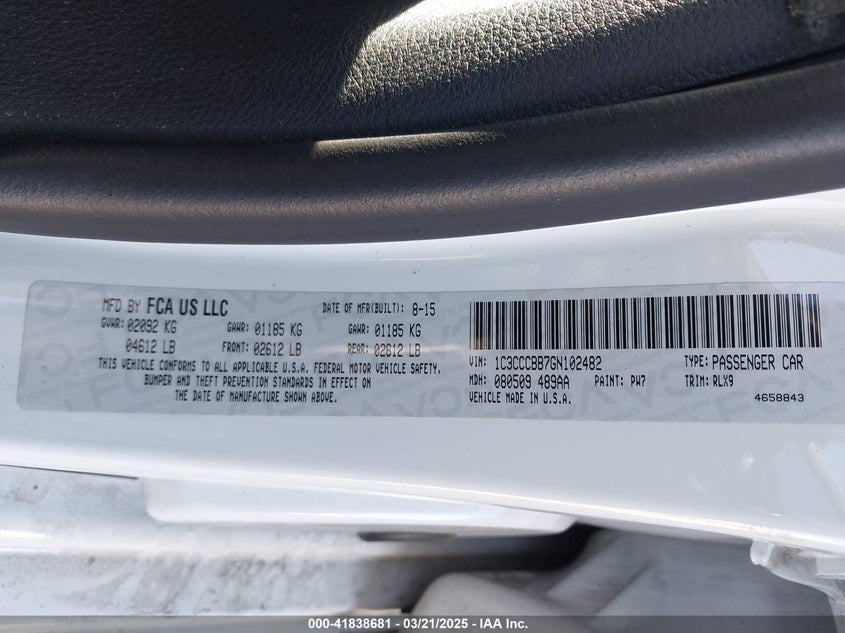 MFD BY FCA US LLC DATE OF MFR(BUILT): 8-15
GVWR: 02092 KG GAWR: 01185 KG GAWR: 01185 KG
04612 LB FRONT: 02612 LB REAR: 02612 LB
THIS VEHICLE CONFORMS TO ALL APPLICABLE U.S.A. FEDERAL MOTOR VEHICLE SAFETY,
BUMPER AND THEFT PREVENTION STANDARDS IN EFFECT ON
THE DATE OF MANUFACTURE SHOWN ABOVE.
VIN: 1C3CCCBB7GN102482 TYPE: PASSENGER CAR
MDH: 080509 489AA PAINT: PW7 TRIM: RLX9
VEHICLE MADE IN U.S.A. 4658843
000-41838681 - 03/21/2025 - IAA Inc.